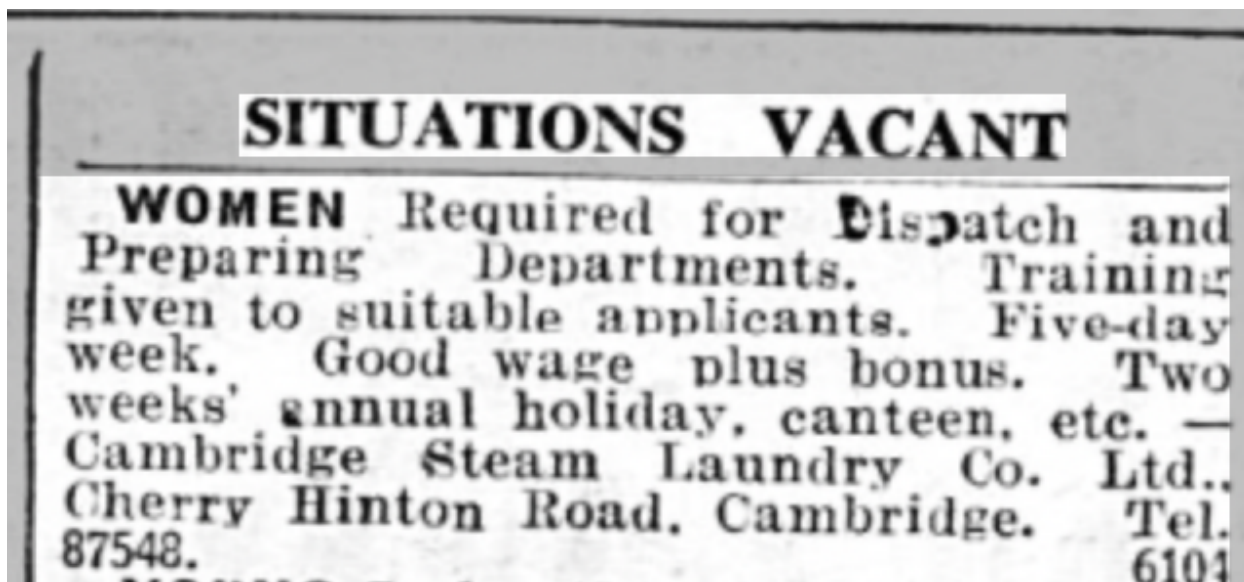 SITUATIONS VACANT
WOMEN Required for Dispatch and
Preparing Departments. Training
given to suitable applicants. Five-day
week. Good wage plus bonus. Two
weeks' annual holiday, canteen, etc. —
Cambridge Steam Laundry Co. Ltd.,
Cherry Hinton Road, Cambridge. Tel.
87548.